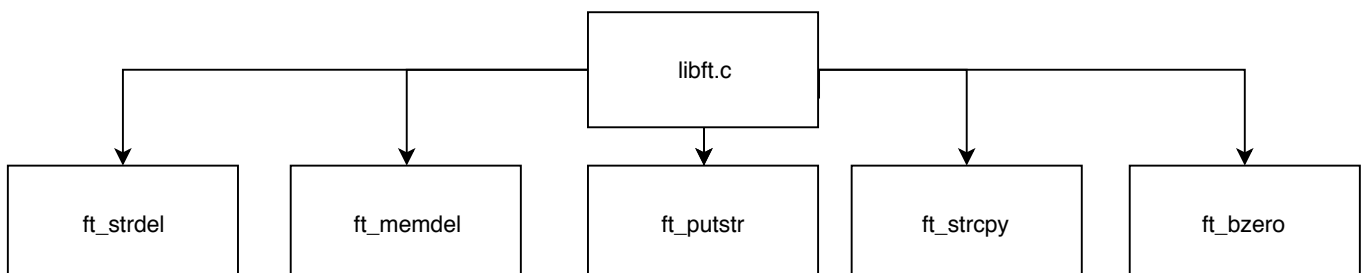 libft.c
ft_strdel
ft_memdel
ft_putstr
ft_strcpy
ft_bzero